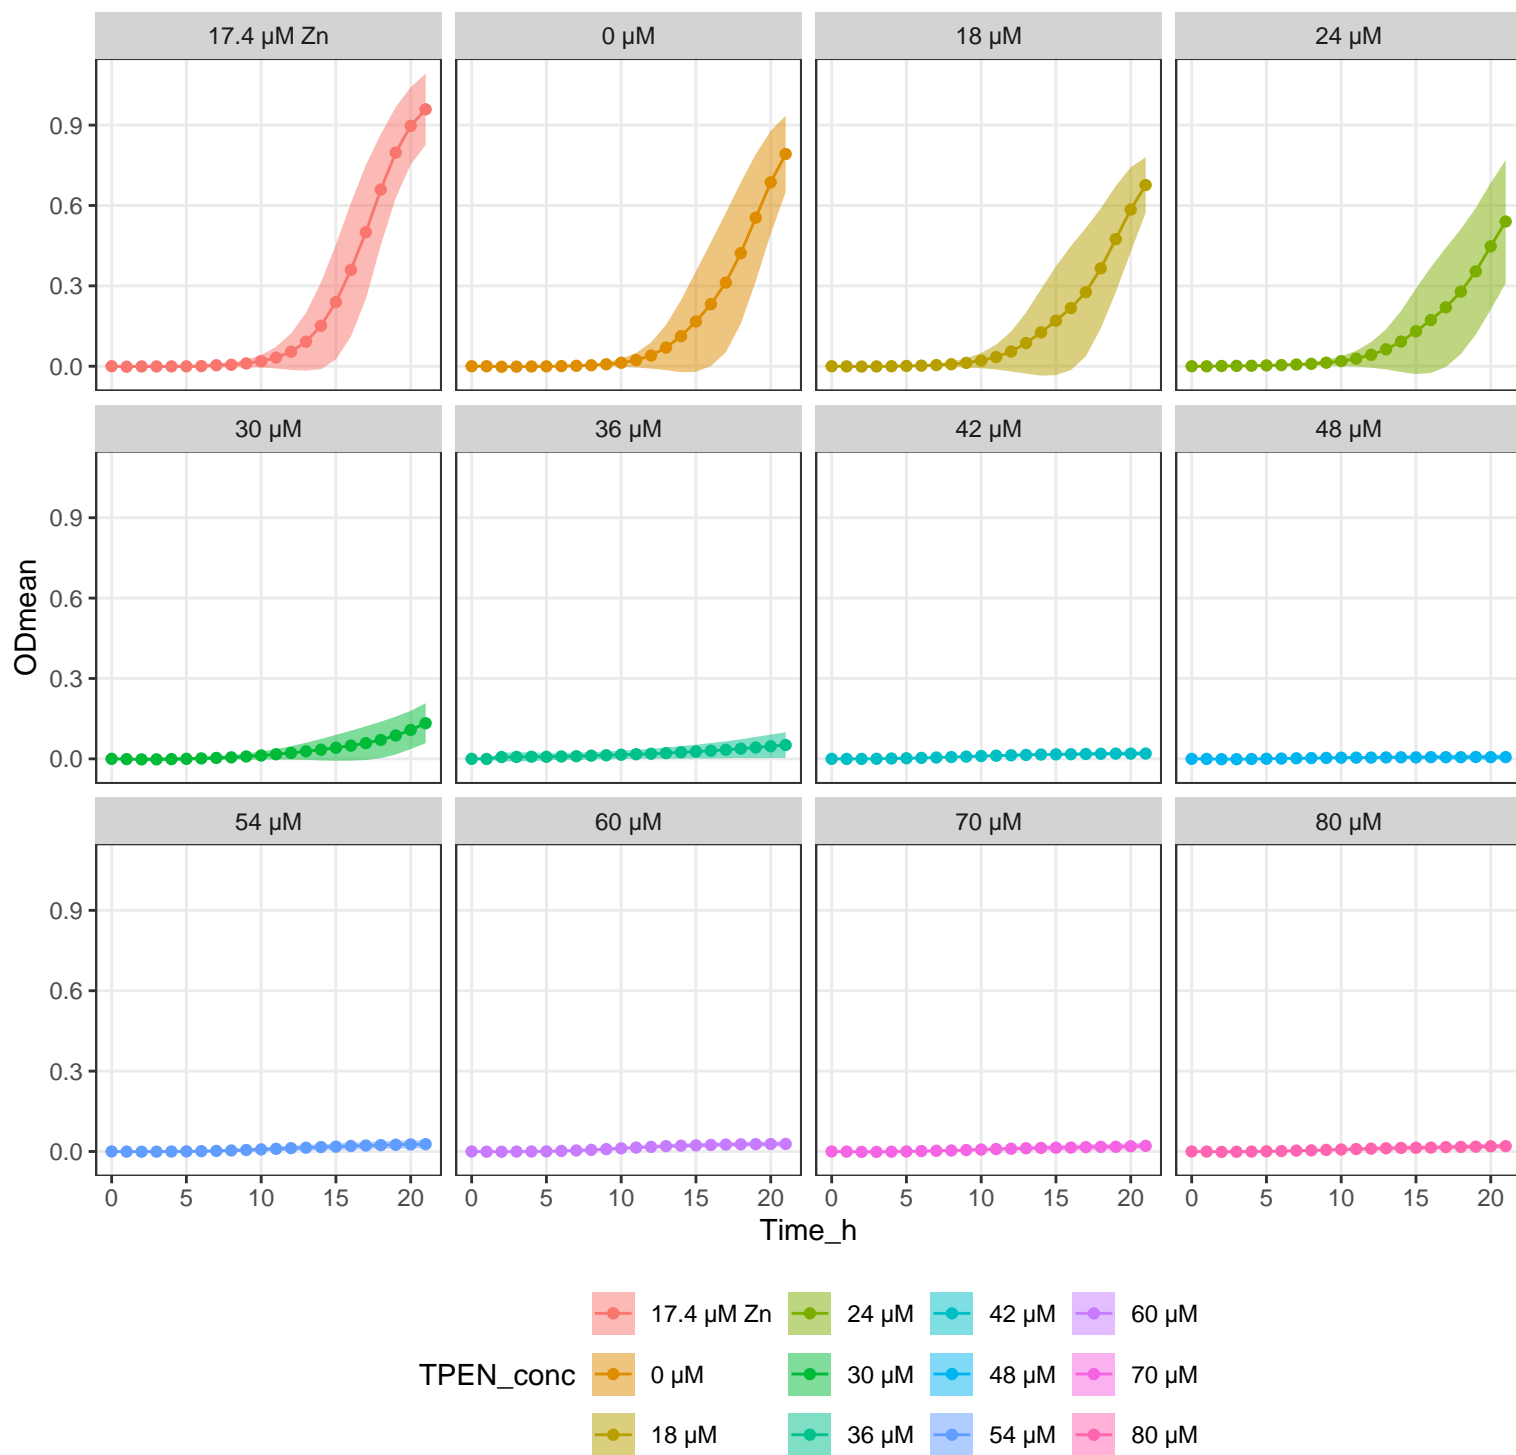 17.4 µM Zn 0 µM 18 µM 24 µM
0.9
0.6
0.3
0.0
30 µM 36 µM 42 µM 48 µM
0.9
0.6
0.3
0.0
ODmean
54 µM 60 µM 70 µM 80 µM
0.9
0.6
0.3
0.0
0 5 10 15 20 0 5 10 15 20 0 5 10 15 20 0 5 10 15 20
Time_h
TPEN_conc
17.4 µM Zn 24 µM 42 µM 60 µM
0 µM 30 µM 48 µM 70 µM
18 µM 36 µM 54 µM 80 µM